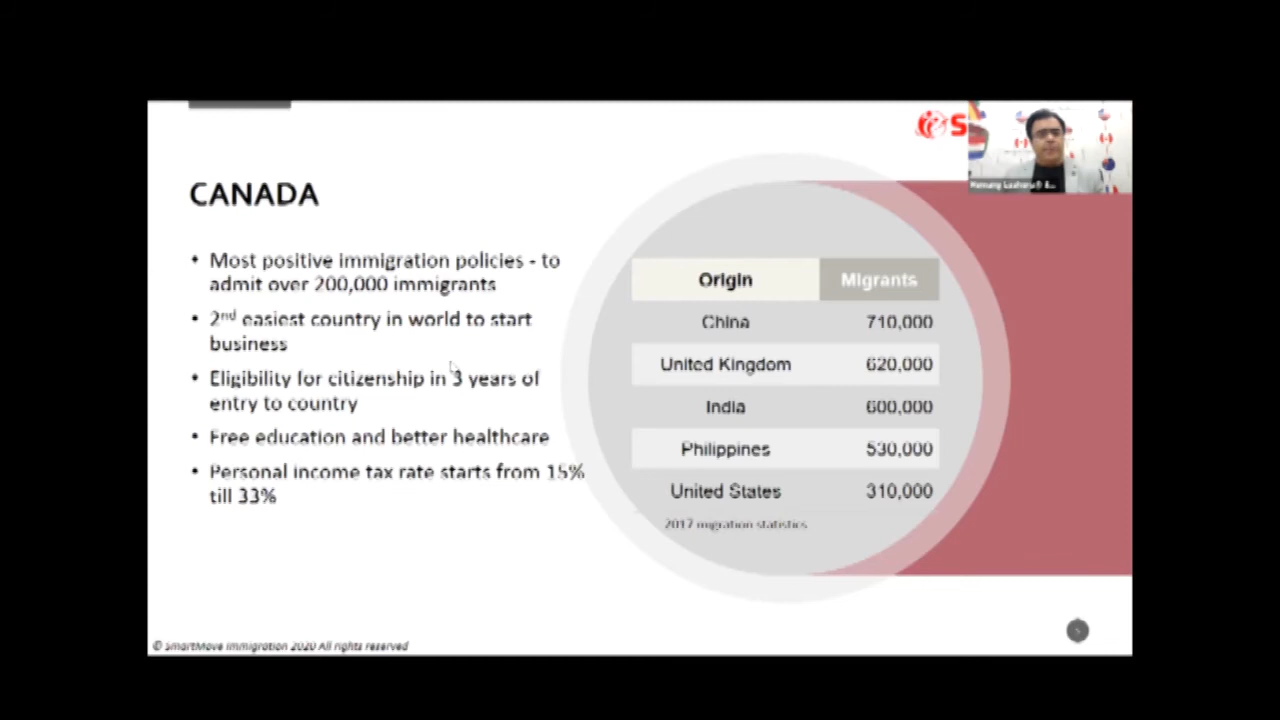 S
CANADA
• Most positive immigration policies - to
admit over 200,000 immigrants
• 2nd easiest country in world to start
business
• Eligibility for citizenship in 3 years of
entry to country
• Free education and better healthcare
• Personal income tax rate starts from 15%
till 33%
Origin Migrants
China 710,000
United Kingdom 620,000
India 600,000
Philippines 530,000
United States 310,000
2017 migration statistics
© SmartMove Immigration 2020 All rights reserved